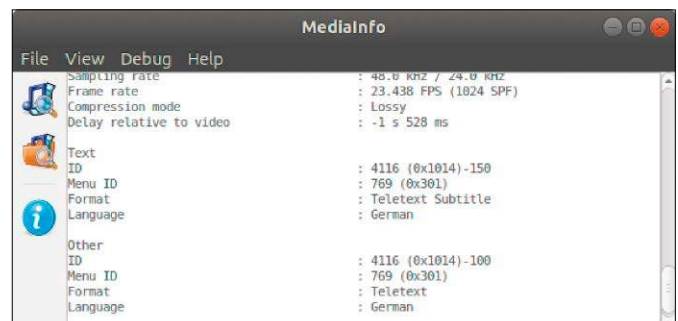 MediaInfo
File View Debug Help
Sampling rate : 48.0 kHz / 24.0 kHz
Frame rate : 23.438 FPS (1024 SPF)
Compression mode : Lossy
Delay relative to video : -1 s 528 ms
Text
ID : 4116 (0x1014)-150
Menu ID : 769 (0x301)
Format : Teletext Subtitle
Language : German
Other
ID : 4116 (0x1014)-100
Menu ID : 769 (0x301)
Format : Teletext
Language : German